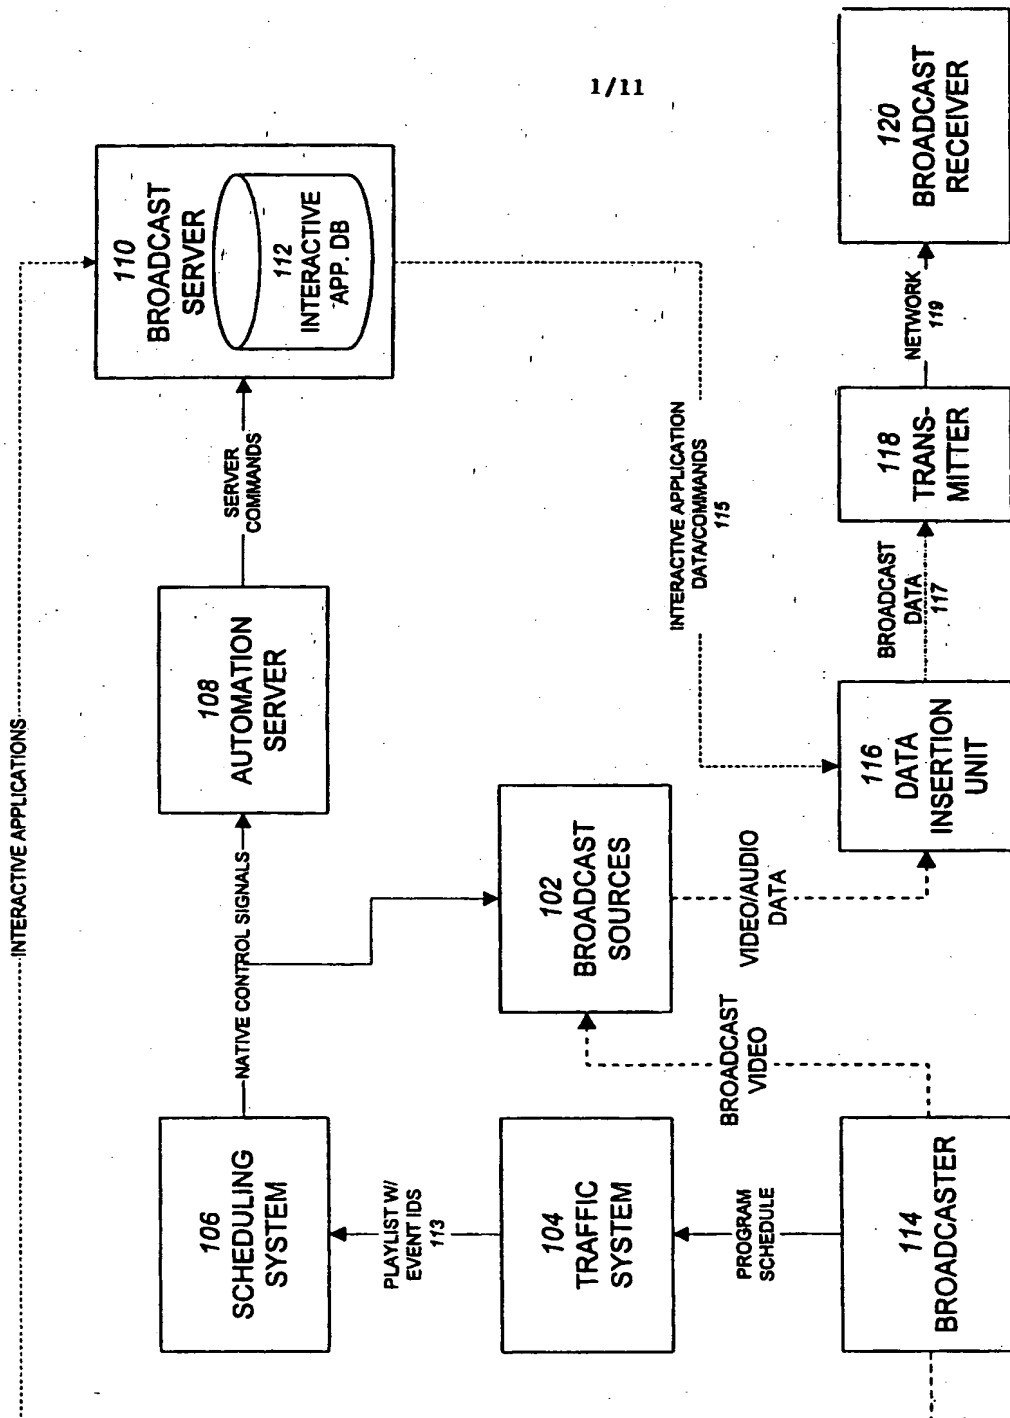 1/11
INTERACTIVE APPLICATIONS
106
SCHEDULING
SYSTEM
NATIVE CONTROL SIGNALS
108
AUTOMATION
SERVER
SERVER
COMMANDS
110
BROADCAST
SERVER
112
INTERACTIVE
APP. DB
PLAYLIST W/
EVENT IDS
113
104
TRAFFIC
SYSTEM
102
BROADCAST
SOURCES
INTERACTIVE APPLICATION
DATA/COMMANDS
115
PROGRAM
SCHEDULE
BROADCAST
VIDEO
VIDEO/AUDIO
DATA
114
BROADCASTER
116
DATA
INSERTION
UNIT
BROADCAST
DATA
117
118
TRANS-
MITTER
NETWORK
119
120
BROADCAST
RECEIVER